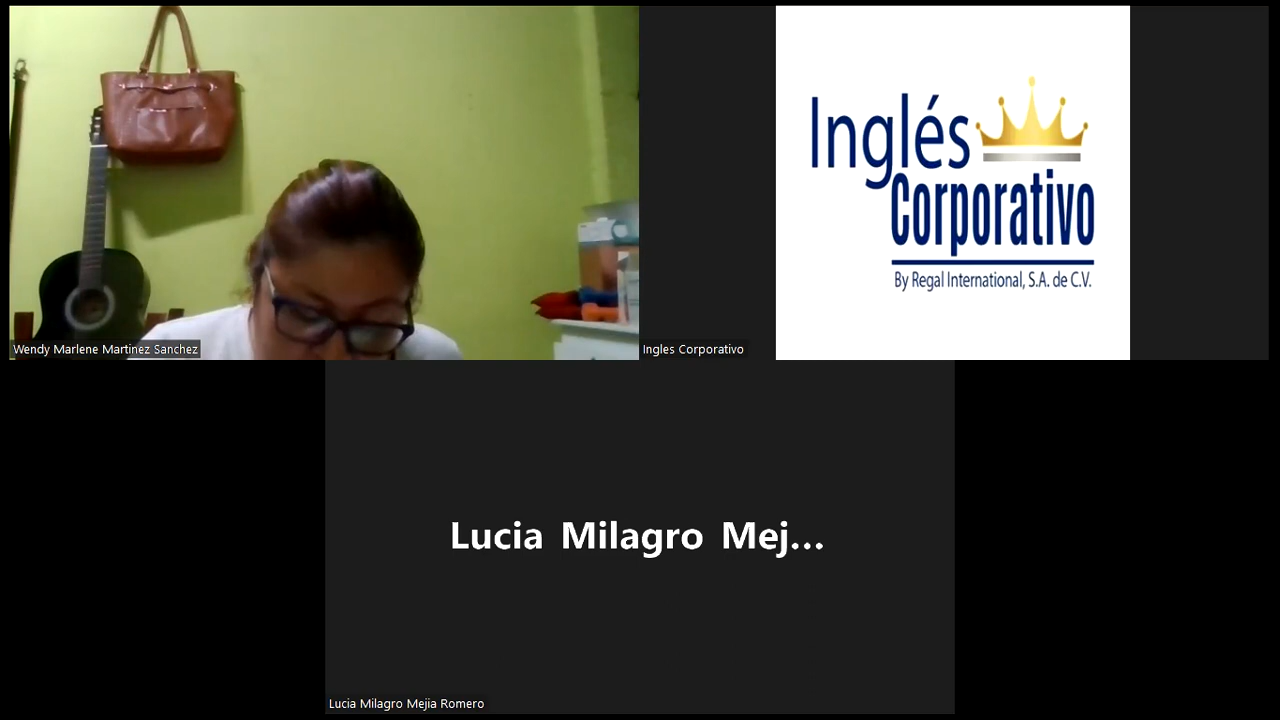 Inglés
Corporativo
By Regal International, S.A. de C.V.
Wendy Marlene Martinez Sanchez
Ingles Corporativo
Lucia Milagro Mej...
Lucia Milagro Mejia Romero